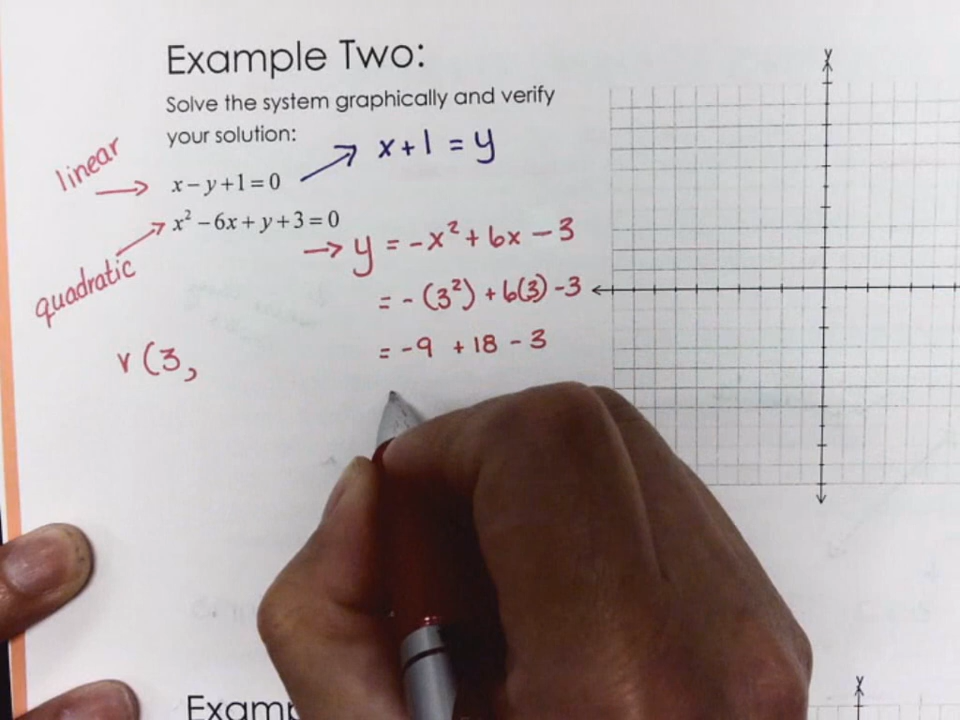 Example Two:
Solve the system graphically and verify
your solution:
x + 1 = y
linear
x − y + 1 = 0
x² − 6x + y + 3 = 0
quadratic
y = -x² + 6x − 3
= - (3²) + 6(3) - 3
= -9 + 18 - 3
v (3,
y
x